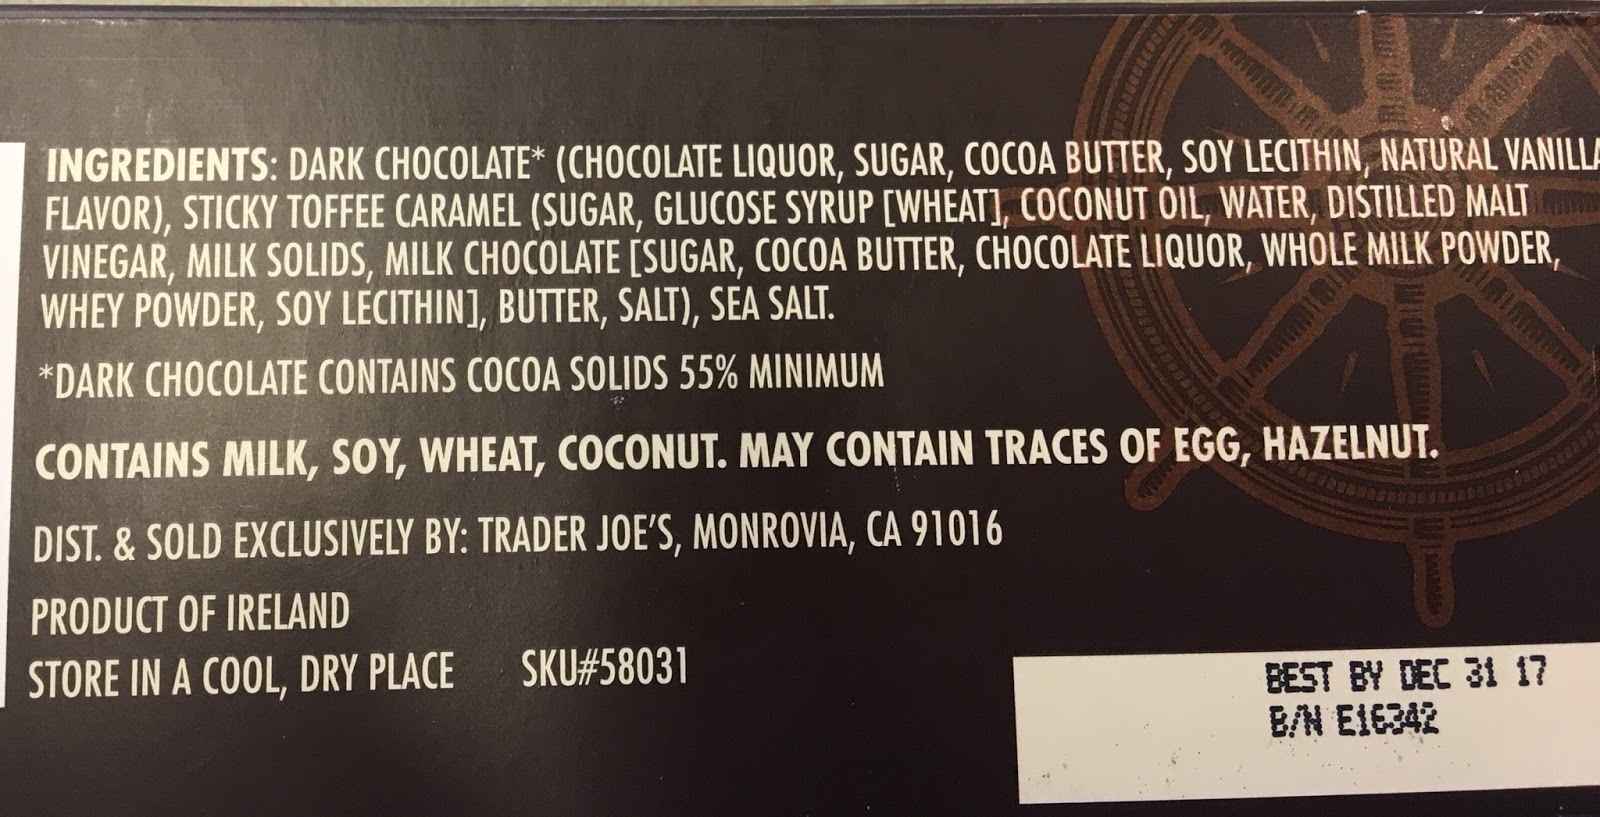 INGREDIENTS: DARK CHOCOLATE* (CHOCOLATE LIQUOR, SUGAR, COCOA BUTTER, SOY LECITHIN, NATURAL VANILLA
FLAVOR), STICKY TOFFEE CARAMEL (SUGAR, GLUCOSE SYRUP [WHEAT], COCONUT OIL, WATER, DISTILLED MALT
VINEGAR, MILK SOLIDS, MILK CHOCOLATE [SUGAR, COCOA BUTTER, CHOCOLATE LIQUOR, WHOLE MILK POWDER,
WHEY POWDER, SOY LECITHIN], BUTTER, SALT), SEA SALT.
*DARK CHOCOLATE CONTAINS COCOA SOLIDS 55% MINIMUM
CONTAINS MILK, SOY, WHEAT, COCONUT. MAY CONTAIN TRACES OF EGG, HAZELNUT.
DIST. & SOLD EXCLUSIVELY BY: TRADER JOE'S, MONROVIA, CA 91016
PRODUCT OF IRELAND
STORE IN A COOL, DRY PLACE SKU#58031
BEST BY DEC 31 17
B/N E16342